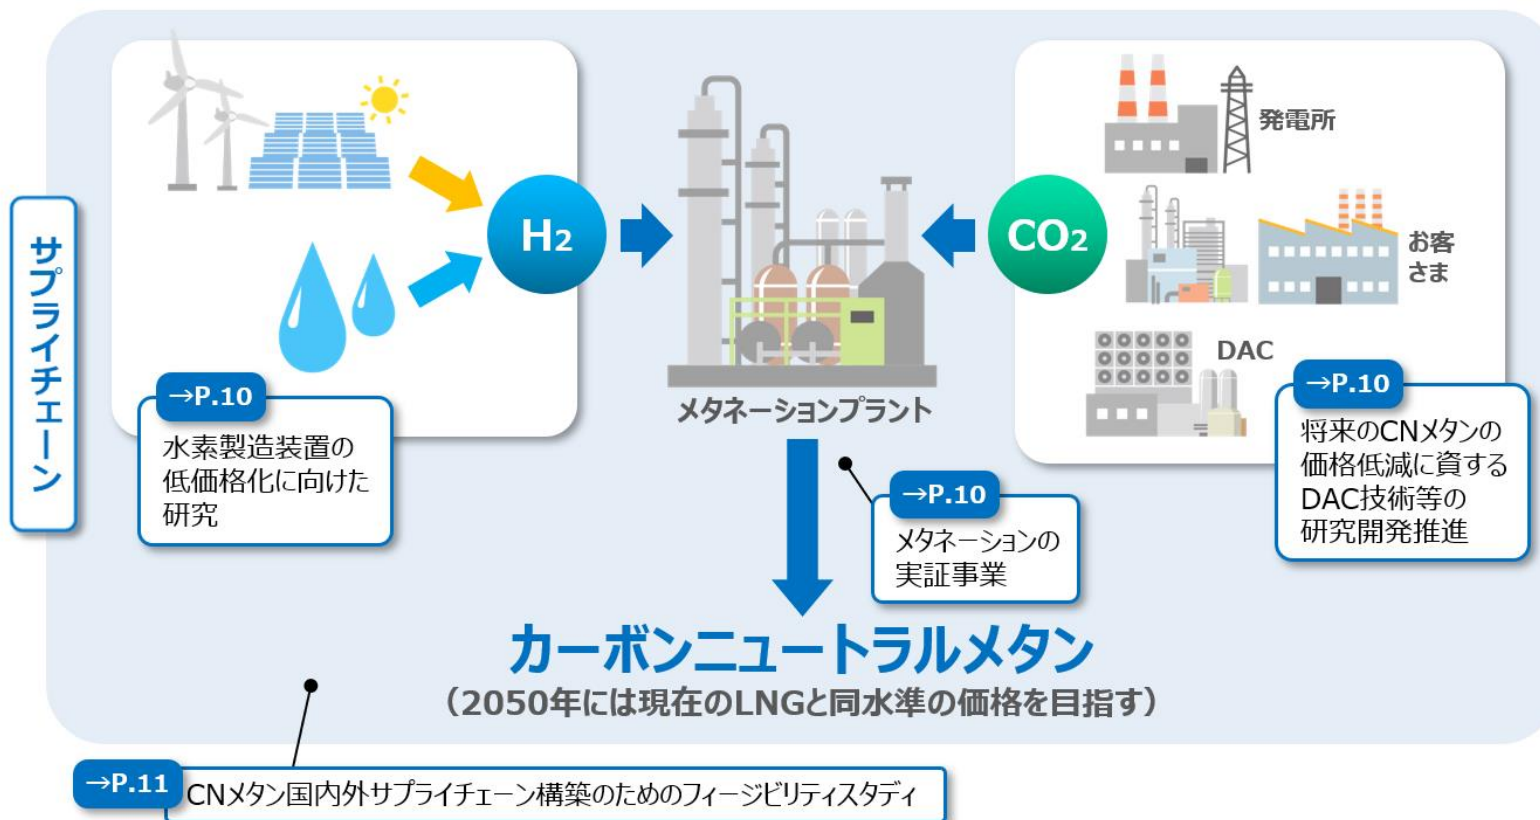 サプライチェーン
H2
CO2
発電所
お客
さま
DAC
メタネーションプラント
→P.10
水素製造装置の
低価格化に向けた
研究
→P.10
メタネーションの
実証事業
→P.10
将来のCNメタンの
価格低減に資する
DAC技術等の
研究開発推進
カーボンニュートラルメタン
（2050年には現在のLNGと同水準の価格を目指す）
→P.11
CNメタン国内外サプライチェーン構築のためのフィージビリティスタディ